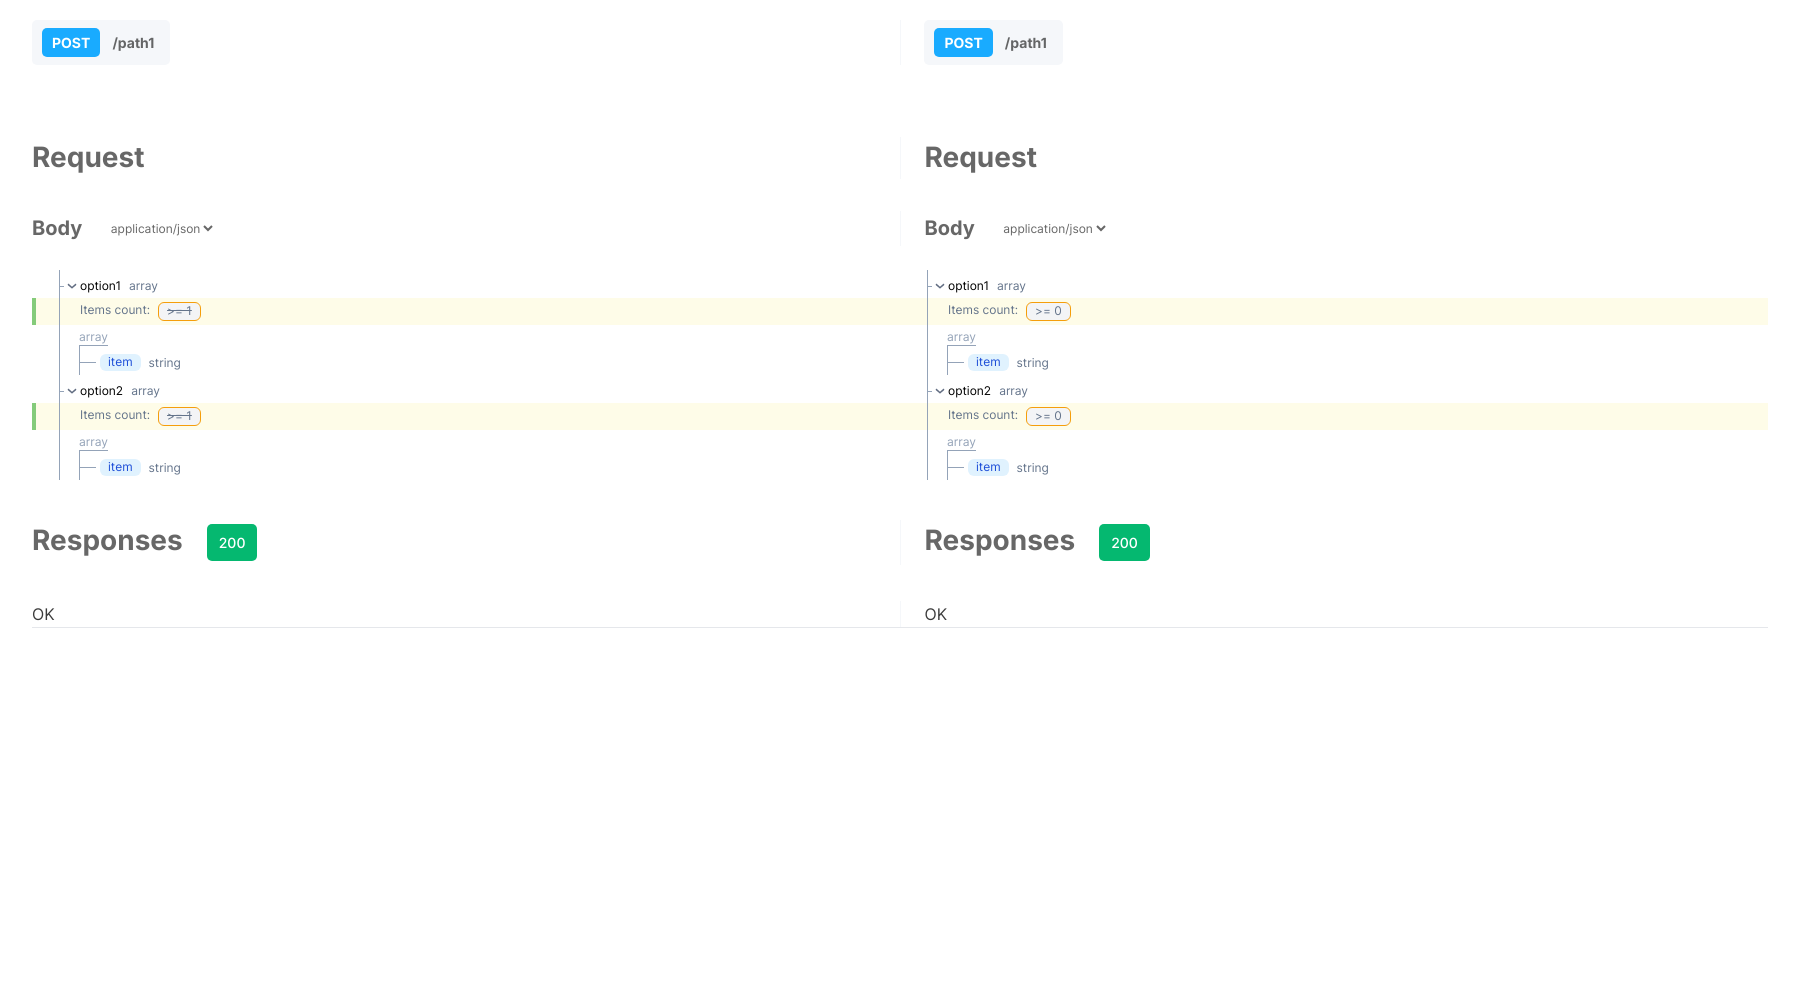 POST /path1 POST /path1
Request Request
Body application/json Body application/json
option1 array option1 array
Items count: >= 1 Items count: >= 0
array array
item string item string
option2 array option2 array
Items count: >= 1 Items count: >= 0
array array
item string item string
Responses 200 Responses 200
OK OK